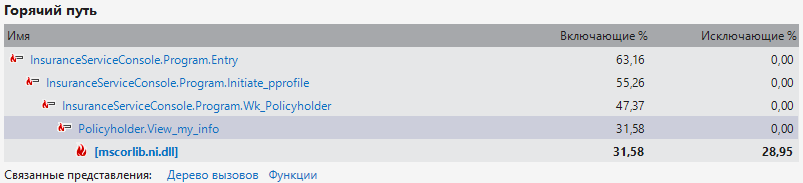 Горячий путь
Имя Включающие % Исключающие %
InsuranceServiceConsole.Program.Entry 63,16 0,00
InsuranceServiceConsole.Program.Initiate_pprofile 55,26 0,00
InsuranceServiceConsole.Program.Wk_Policyholder 47,37 0,00
Policyholder.View_my_info 31,58 0,00
[mscorlib.ni.dll] 31,58 28,95
Связанные представления: Дерево вызовов Функции